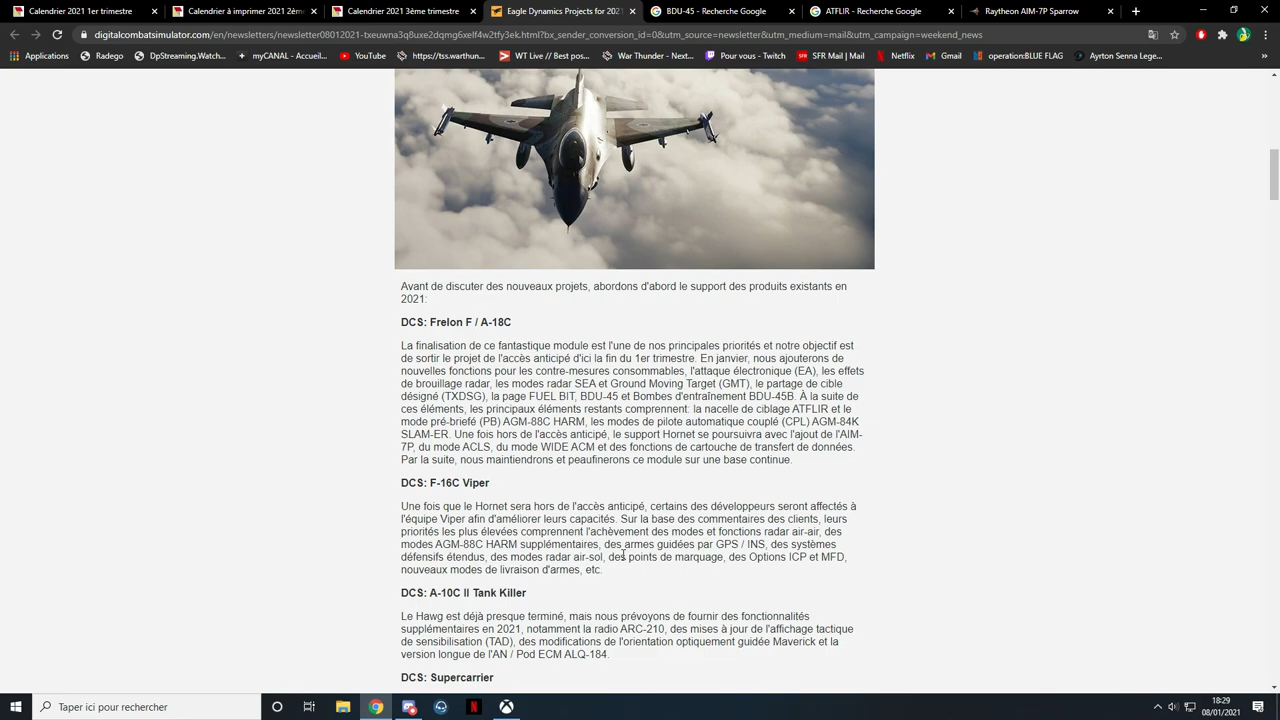 Calendrier 2021 1er trimestre
Calendrier à imprimer 2021 2ém
Calendrier 2021 3ème trimestre
Eagle Dynamics Projects for 2021
BDU-45 - Recherche Google
ATFLIR - Recherche Google
Raytheon AIM-7P Sparrow
digitalcombatsimulator.com/en/newsletters/newsletter08012021-txeuwna3q8uxe2dqmg6xelf4w2tfy3ek.html?bx_sender_conversion_id=0&utm_source=newsletter&utm_medium=mail&utm_campaign=weekend_news
Applications
Radego
DpStreaming.Watch...
myCANAL - Accueil...
YouTube
https://tss.warthun...
WT Live // Best pos...
War Thunder - Next...
Pour vous - Twitch
SFR Mail | Mail
Netflix
Gmail
operation:BLUE FLAG
Ayrton Senna Lege...
Avant de discuter des nouveaux projets, abordons d'abord le support des produits existants en
2021:
DCS: Frelon F / A-18C
La finalisation de ce fantastique module est l'une de nos principales priorités et notre objectif est
de sortir le projet de l'accès anticipé d'ici la fin du 1er trimestre. En janvier, nous ajouterons de
nouvelles fonctions pour les contre-mesures consommables, l'attaque électronique (EA), les effets
de brouillage radar, les modes radar SEA et Ground Moving Target (GMT), le partage de cible
désigné (TXDSG), la page FUEL BIT, BDU-45 et Bombes d'entraînement BDU-45B. À la suite de
ces éléments, les principaux éléments restants comprennent: la nacelle de ciblage ATFLIR et le
mode pré-briefé (PB) AGM-88C HARM, les modes de pilote automatique couplé (CPL) AGM-84K
SLAM-ER. Une fois hors de l'accès anticipé, le support Hornet se poursuivra avec l'ajout de l'AIM-
7P, du mode ACLS, du mode WIDE ACM et des fonctions de cartouche de transfert de données.
Par la suite, nous maintiendrons et peaufinerons ce module sur une base continue.
DCS: F-16C Viper
Une fois que le Hornet sera hors de l'accès anticipé, certains des développeurs seront affectés à
l'équipe Viper afin d'améliorer leurs capacités. Sur la base des commentaires des clients, leurs
priorités les plus élevées comprennent l'achèvement des modes et fonctions radar air-air, des
modes AGM-88C HARM supplémentaires, des armes guidées par GPS / INS, des systèmes
défensifs étendus, des modes radar air-sol, des points de marquage, des Options ICP et MFD,
nouveaux modes de livraison d'armes, etc.
DCS: A-10C II Tank Killer
Le Hawg est déjà presque terminé, mais nous prévoyons de fournir des fonctionnalités
supplémentaires en 2021, notamment la radio ARC-210, des mises à jour de l'affichage tactique
de sensibilisation (TAD), des modifications de l'orientation optiquement guidée Maverick et la
version longue de l'AN / Pod ECM ALQ-184.
DCS: Supercarrier
Taper ici pour rechercher
18:29
08/01/2021